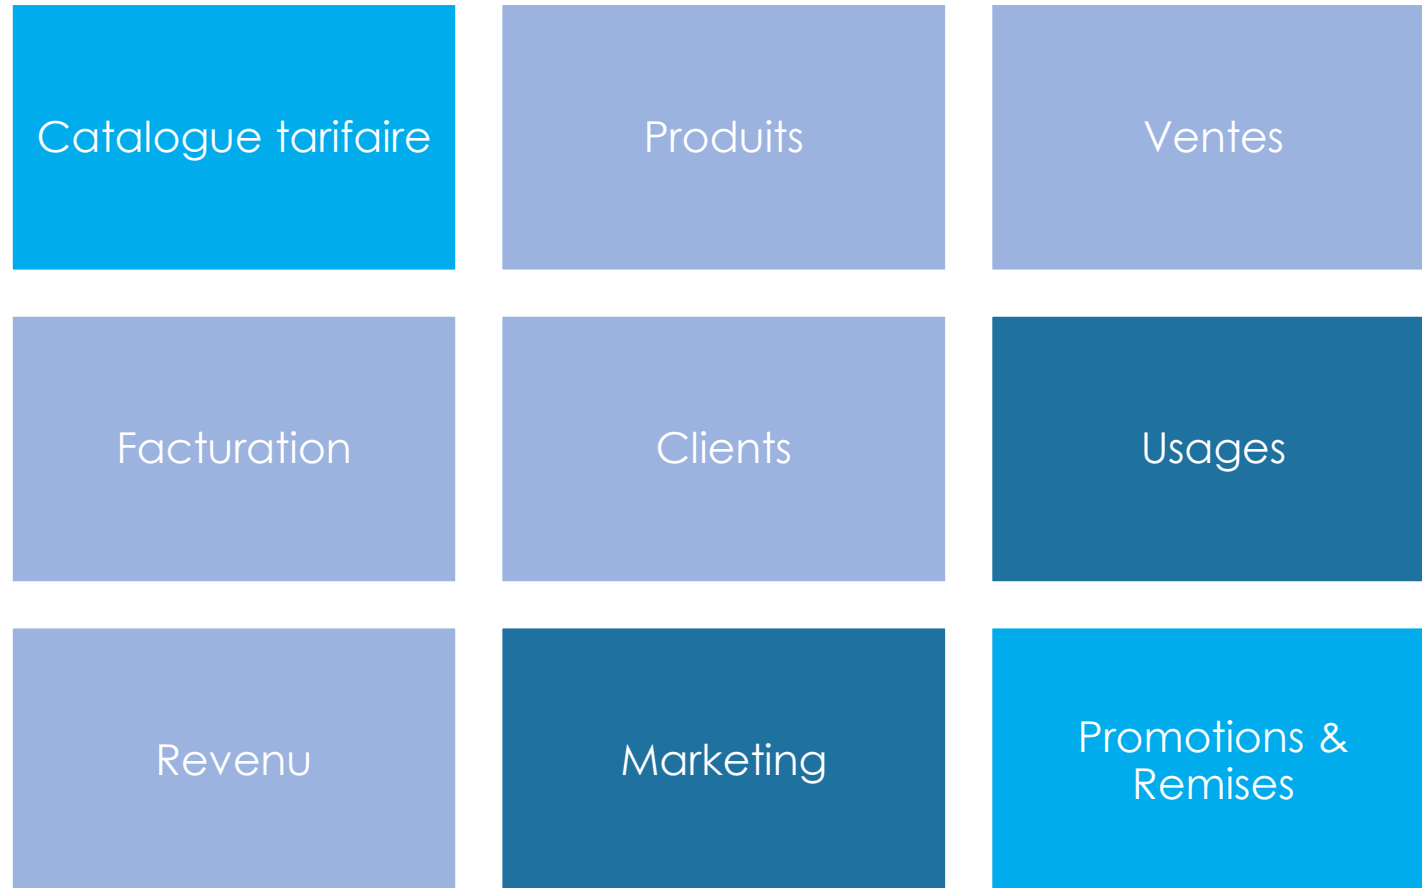 Catalogue tarifaire
Produits
Ventes
Facturation
Clients
Usages
Revenu
Marketing
Promotions &
Remises